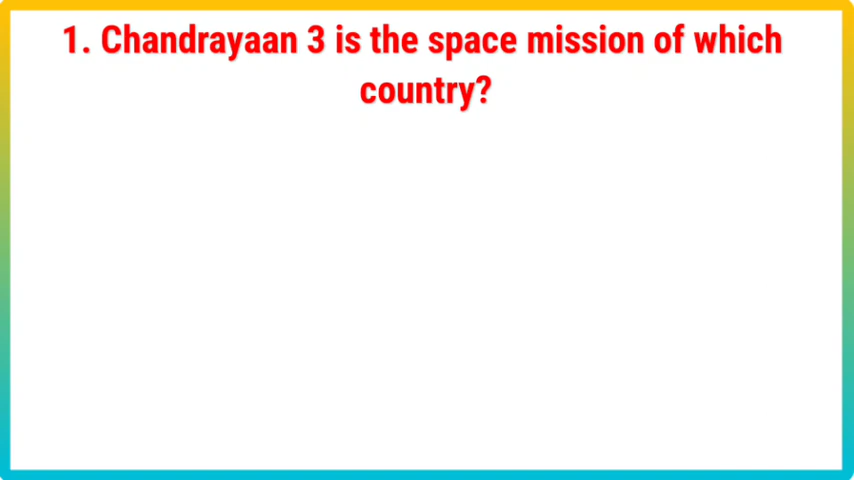 1. Chandrayaan 3 is the space mission of which
country?